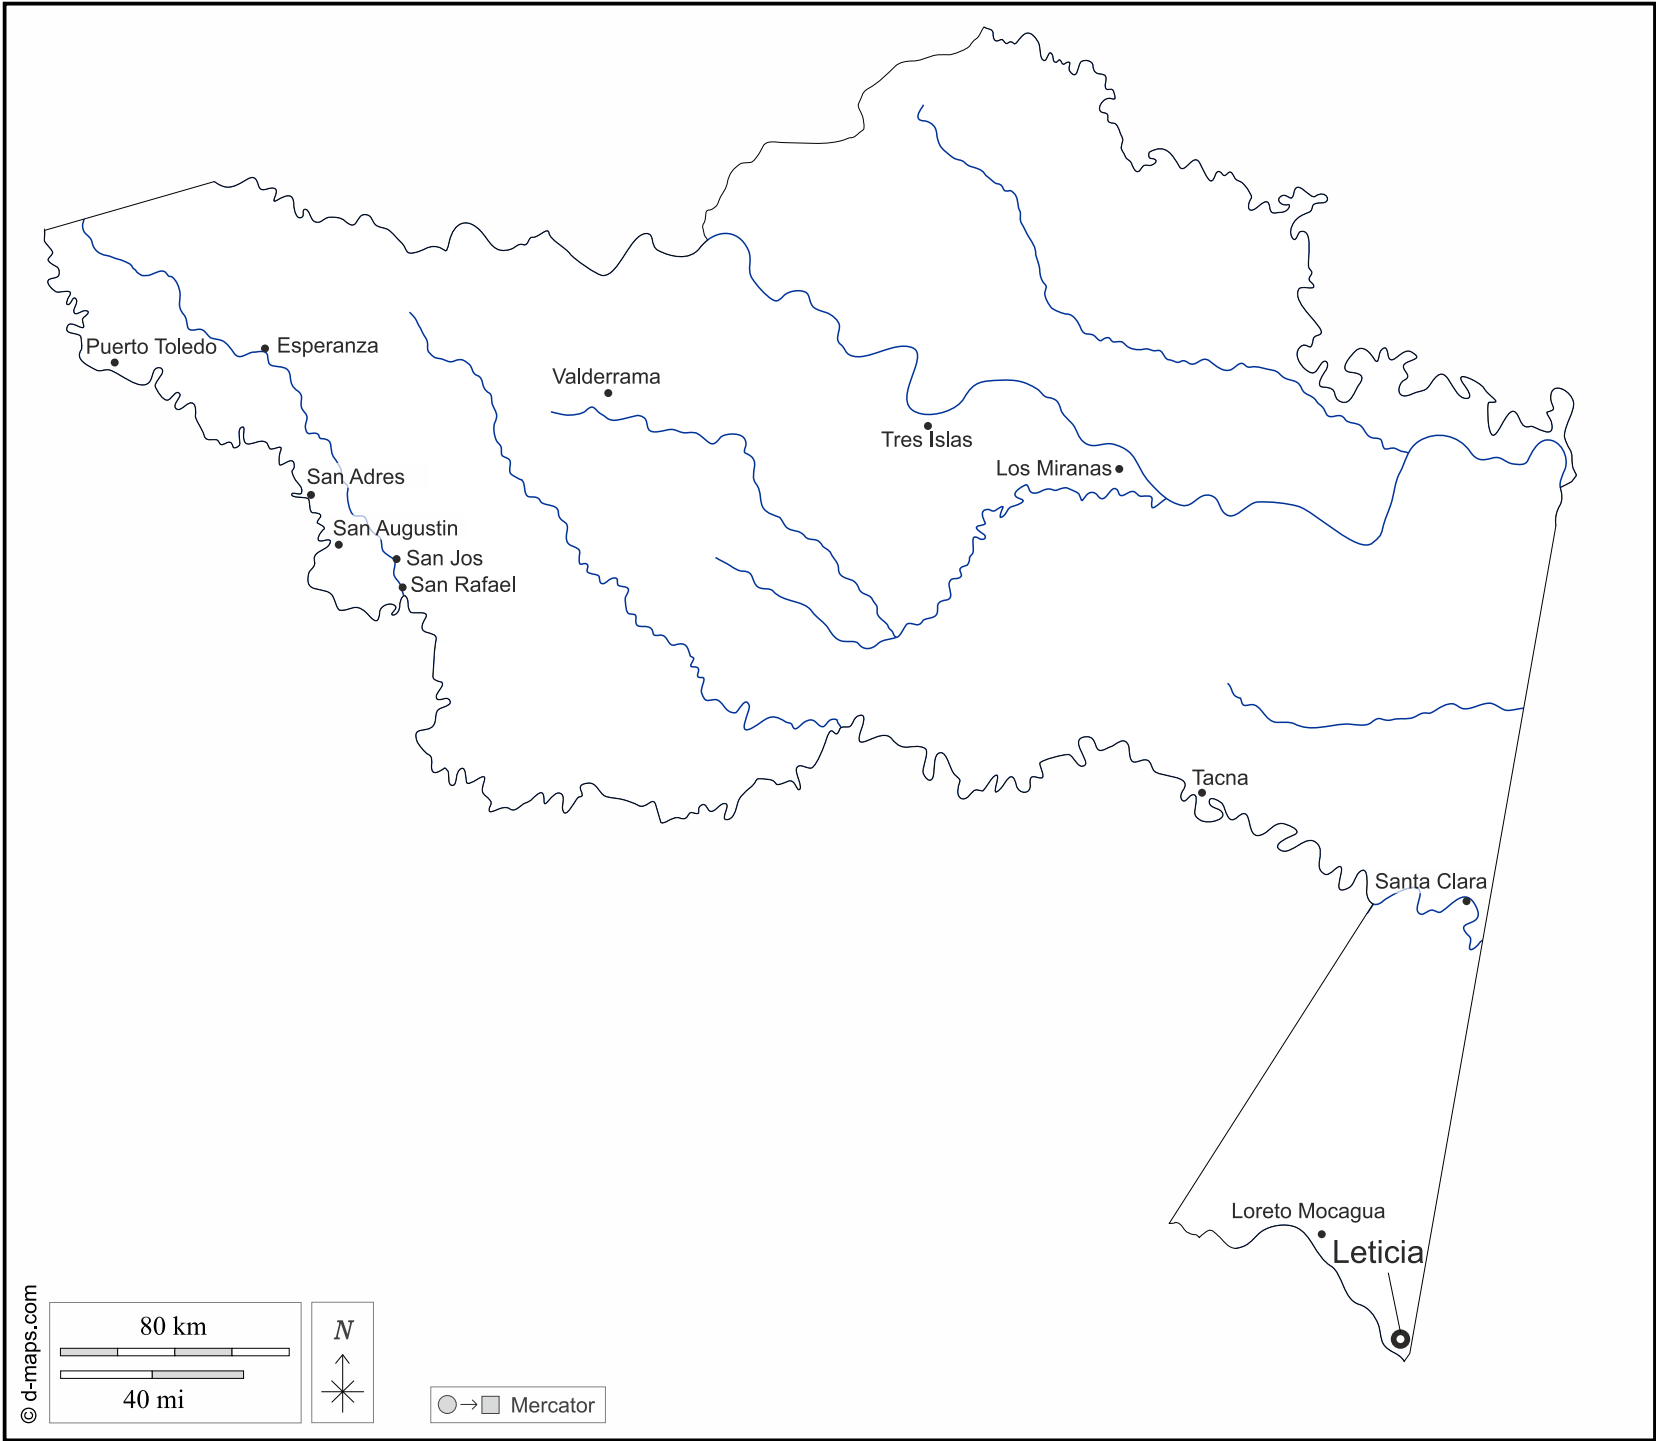 Puerto Toledo
Esperanza
Valderrama
Tres Islas
Los Miranas
San Adres
San Augustin
San Jos
San Rafael
Tacna
Santa Clara
Loreto Mocagua
Leticia
© d-maps.com
80 km
40 mi
N
Mercator